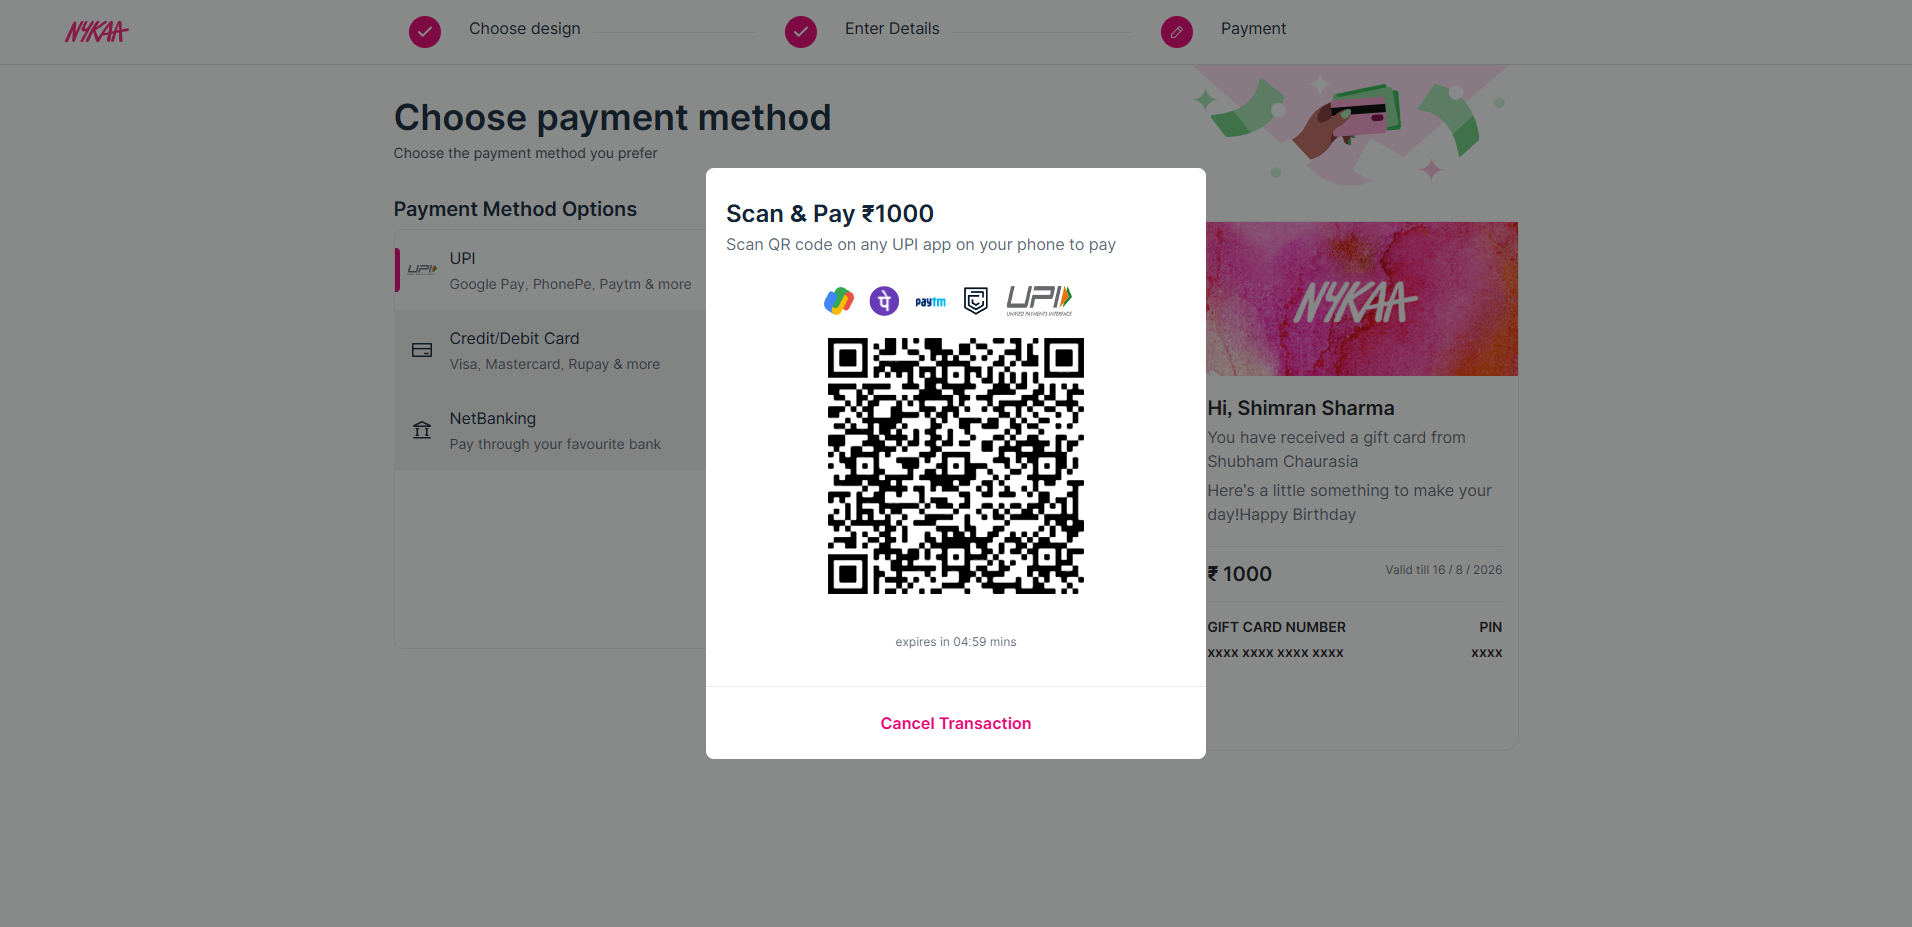 NYKAA
Choose design
Enter Details
Payment
Choose payment method
Choose the payment method you prefer
Payment Method Options
UPI
UPI
Google Pay, PhonePe, Paytm & more
Credit/Debit Card
Visa, Mastercard, Rupay & more
NetBanking
Pay through your favourite bank
Scan & Pay ₹1000
Scan QR code on any UPI app on your phone to pay
पे
paytm
UPI
UNIFIED PAYMENTS INTERFACE
expires in 04:59 mins
Cancel Transaction
NYKAA
Hi, Shimran Sharma
You have received a gift card from
Shubham Chaurasia
Here's a little something to make your
day!Happy Birthday
₹ 1000
Valid till 16 / 8 / 2026
GIFT CARD NUMBER
PIN
xxxx xxxx xxxx xxxx
xxxx